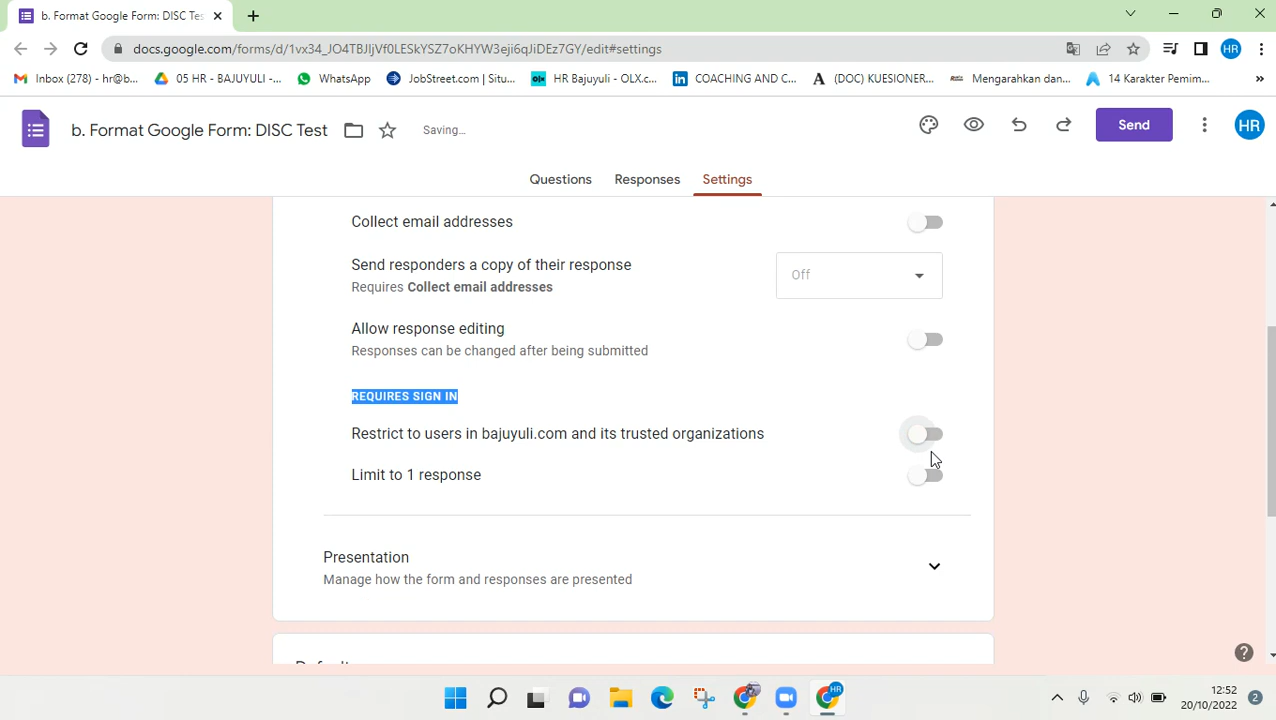 b. Format Google Form: DISC Tes
docs.google.com/forms/d/1vx34_JO4TBJIjVf0LESkYSZ7oKHYW3eji6qJiDEz7GY/edit#settings
HR
Inbox (278) - hr@b...
05 HR - BAJUYULI -...
WhatsApp
JobStreet.com | Situ...
HR Bajuyuli - OLX.c...
COACHING AND C...
(DOC) KUESIONER...
Mengarahkan dan...
14 Karakter Pemim...
b. Format Google Form: DISC Test
Saving...
Send
HR
Questions
Responses
Settings
Collect email addresses
Send responders a copy of their response
Requires Collect email addresses
Off
Allow response editing
Responses can be changed after being submitted
REQUIRES SIGN IN
Restrict to users in bajuyuli.com and its trusted organizations
Limit to 1 response
Presentation
Manage how the form and responses are presented
HR
12:52
20/10/2022
2